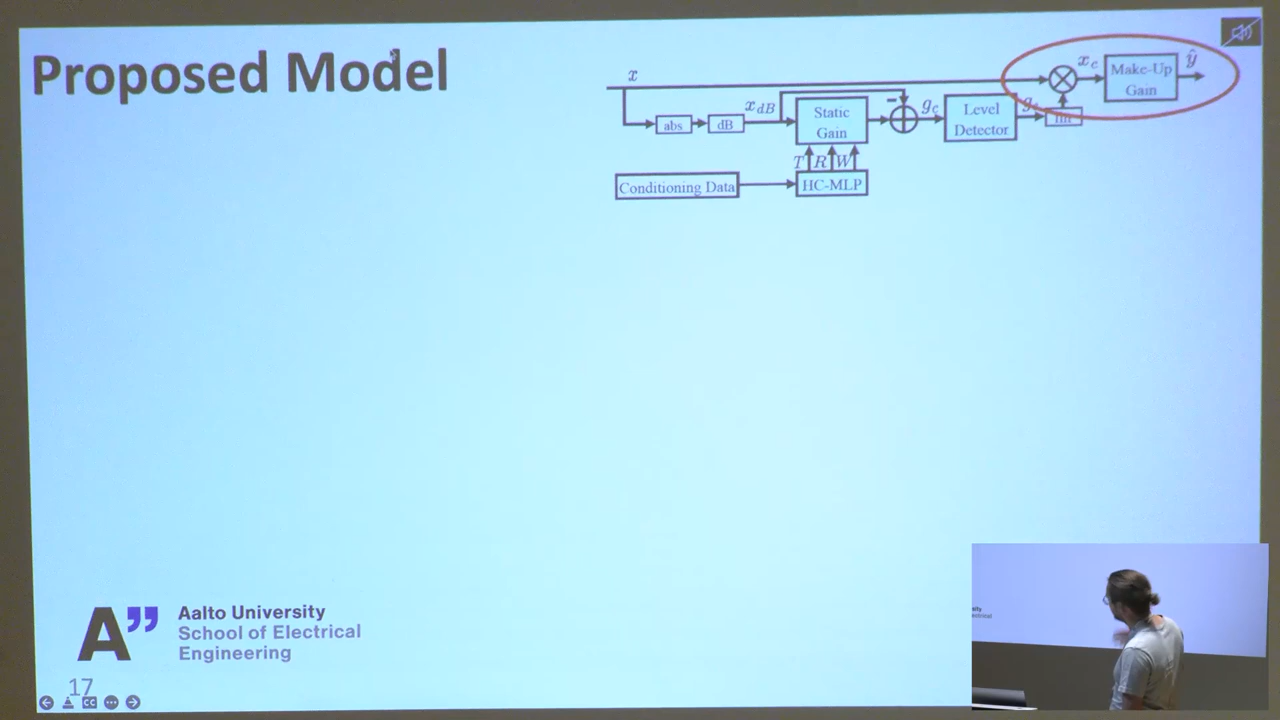 Proposed Model
x
x_c
Make-Up
Gain
ŷ
abs
dB
x_dB
Static
Gain
-
g_c
Level
Detector
T R W
Conditioning Data
HC-MLP
A”
Aalto University
School of Electrical
Engineering
17
CC